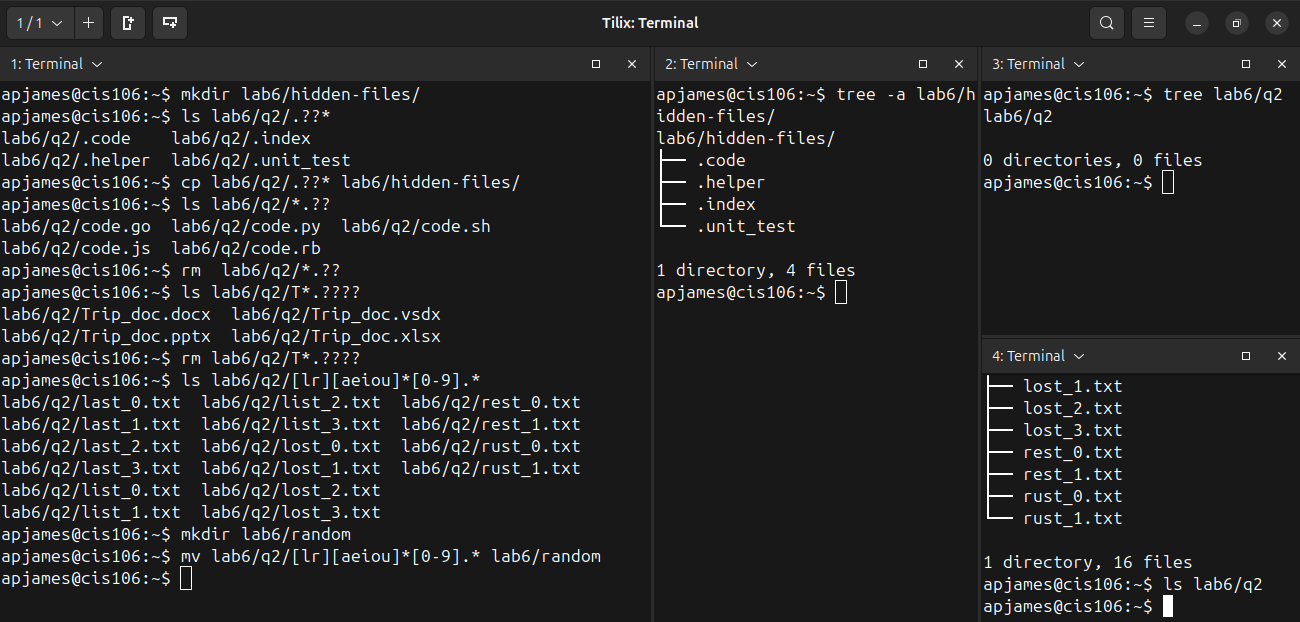 1 / 1
Tilix: Terminal
1: Terminal
apjames@cis106:~$ mkdir lab6/hidden-files/
apjames@cis106:~$ ls lab6/q2/.??*
lab6/q2/.code    lab6/q2/.index
lab6/q2/.helper  lab6/q2/.unit_test
apjames@cis106:~$ cp lab6/q2/.??* lab6/hidden-files/
apjames@cis106:~$ ls lab6/q2/*.??
lab6/q2/code.go  lab6/q2/code.py  lab6/q2/code.sh
lab6/q2/code.js  lab6/q2/code.rb
apjames@cis106:~$ rm  lab6/q2/*.??
apjames@cis106:~$ ls lab6/q2/T*.????
lab6/q2/Trip_doc.docx  lab6/q2/Trip_doc.vsdx
lab6/q2/Trip_doc.pptx  lab6/q2/Trip_doc.xlsx
apjames@cis106:~$ rm lab6/q2/T*.????
apjames@cis106:~$ ls lab6/q2/[lr][aeiou]*[0-9].*
lab6/q2/last_0.txt  lab6/q2/list_2.txt  lab6/q2/rest_0.txt
lab6/q2/last_1.txt  lab6/q2/list_3.txt  lab6/q2/rest_1.txt
lab6/q2/last_2.txt  lab6/q2/lost_0.txt  lab6/q2/rust_0.txt
lab6/q2/last_3.txt  lab6/q2/lost_1.txt  lab6/q2/rust_1.txt
lab6/q2/list_0.txt  lab6/q2/lost_2.txt
lab6/q2/list_1.txt  lab6/q2/lost_3.txt
apjames@cis106:~$ mkdir lab6/random
apjames@cis106:~$ mv lab6/q2/[lr][aeiou]*[0-9].* lab6/random
apjames@cis106:~$
2: Terminal
apjames@cis106:~$ tree -a lab6/h
idden-files/
lab6/hidden-files/
├── .code
├── .helper
├── .index
└── .unit_test
1 directory, 4 files
apjames@cis106:~$
3: Terminal
apjames@cis106:~$ tree lab6/q2
lab6/q2
0 directories, 0 files
apjames@cis106:~$
4: Terminal
├── lost_1.txt
├── lost_2.txt
├── lost_3.txt
├── rest_0.txt
├── rest_1.txt
├── rust_0.txt
└── rust_1.txt
1 directory, 16 files
apjames@cis106:~$ ls lab6/q2
apjames@cis106:~$